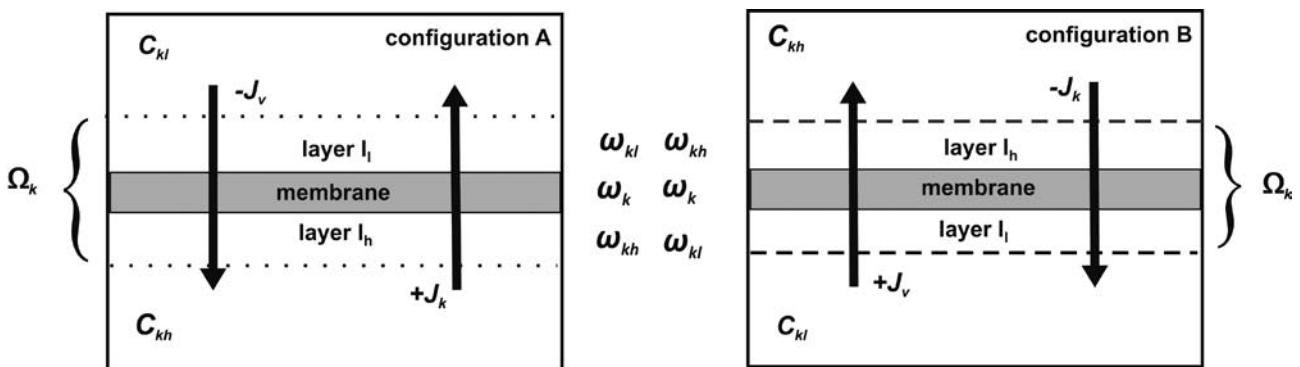 C_kl configuration A
-J_v
layer l_l
Ω_k membrane
layer l_h
+J_k
C_kh
ω_kl ω_kh
ω_k ω_k
ω_kh ω_kl
C_kh configuration B
-J_k
layer l_h
membrane Ω_k
layer l_l
+J_v
C_kl